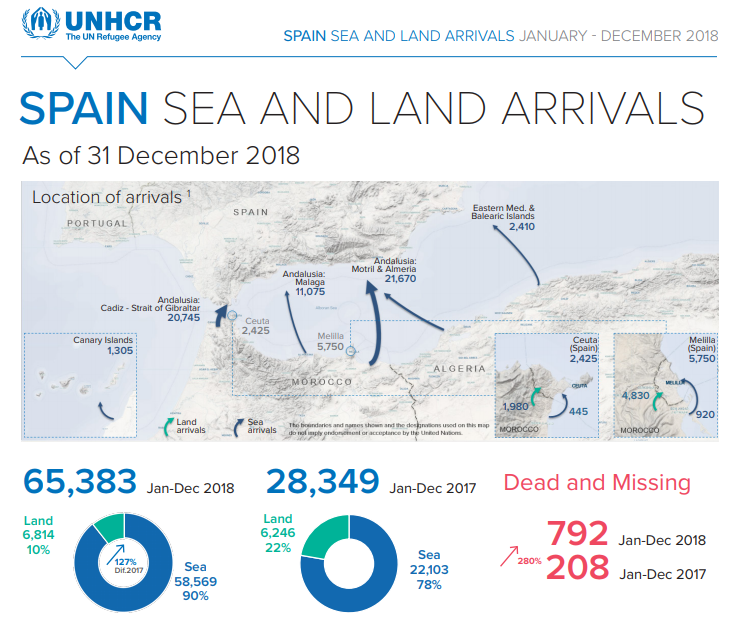 UNHCR
The UN Refugee Agency
SPAIN SEA AND LAND ARRIVALS JANUARY - DECEMBER 2018
SPAIN SEA AND LAND ARRIVALS
As of 31 December 2018
Location of arrivals 1
PORTUGAL
SPAIN
Eastern Med. &
Balearic Islands
2,410
Andalusia:
Motril & Almeria
21,670
Andalusia:
Malaga
11,075
Andalusia:
Cadiz - Strait of Gibraltar
20,745
Ceuta
2,425
Melilla
5,750
Canary Islands
1,305
MOROCCO
ALGERIA
Land
arrivals
Sea
arrivals
The boundaries and names shown and the designations used on this map
do not imply endorsement or acceptance by the United Nations.
Ceuta
(Spain)
2,425
CEUTA
1,980
445
MOROCCO
Melilla
(Spain)
5,750
MELILLA
4,830
920
MOROCCO
65,383 Jan-Dec 2018
Land
6,814
10%
127%
Dif.2017
Sea
58,569
90%
28,349 Jan-Dec 2017
Land
6,246
22%
Sea
22,103
78%
Dead and Missing
792 Jan-Dec 2018
280%
208 Jan-Dec 2017